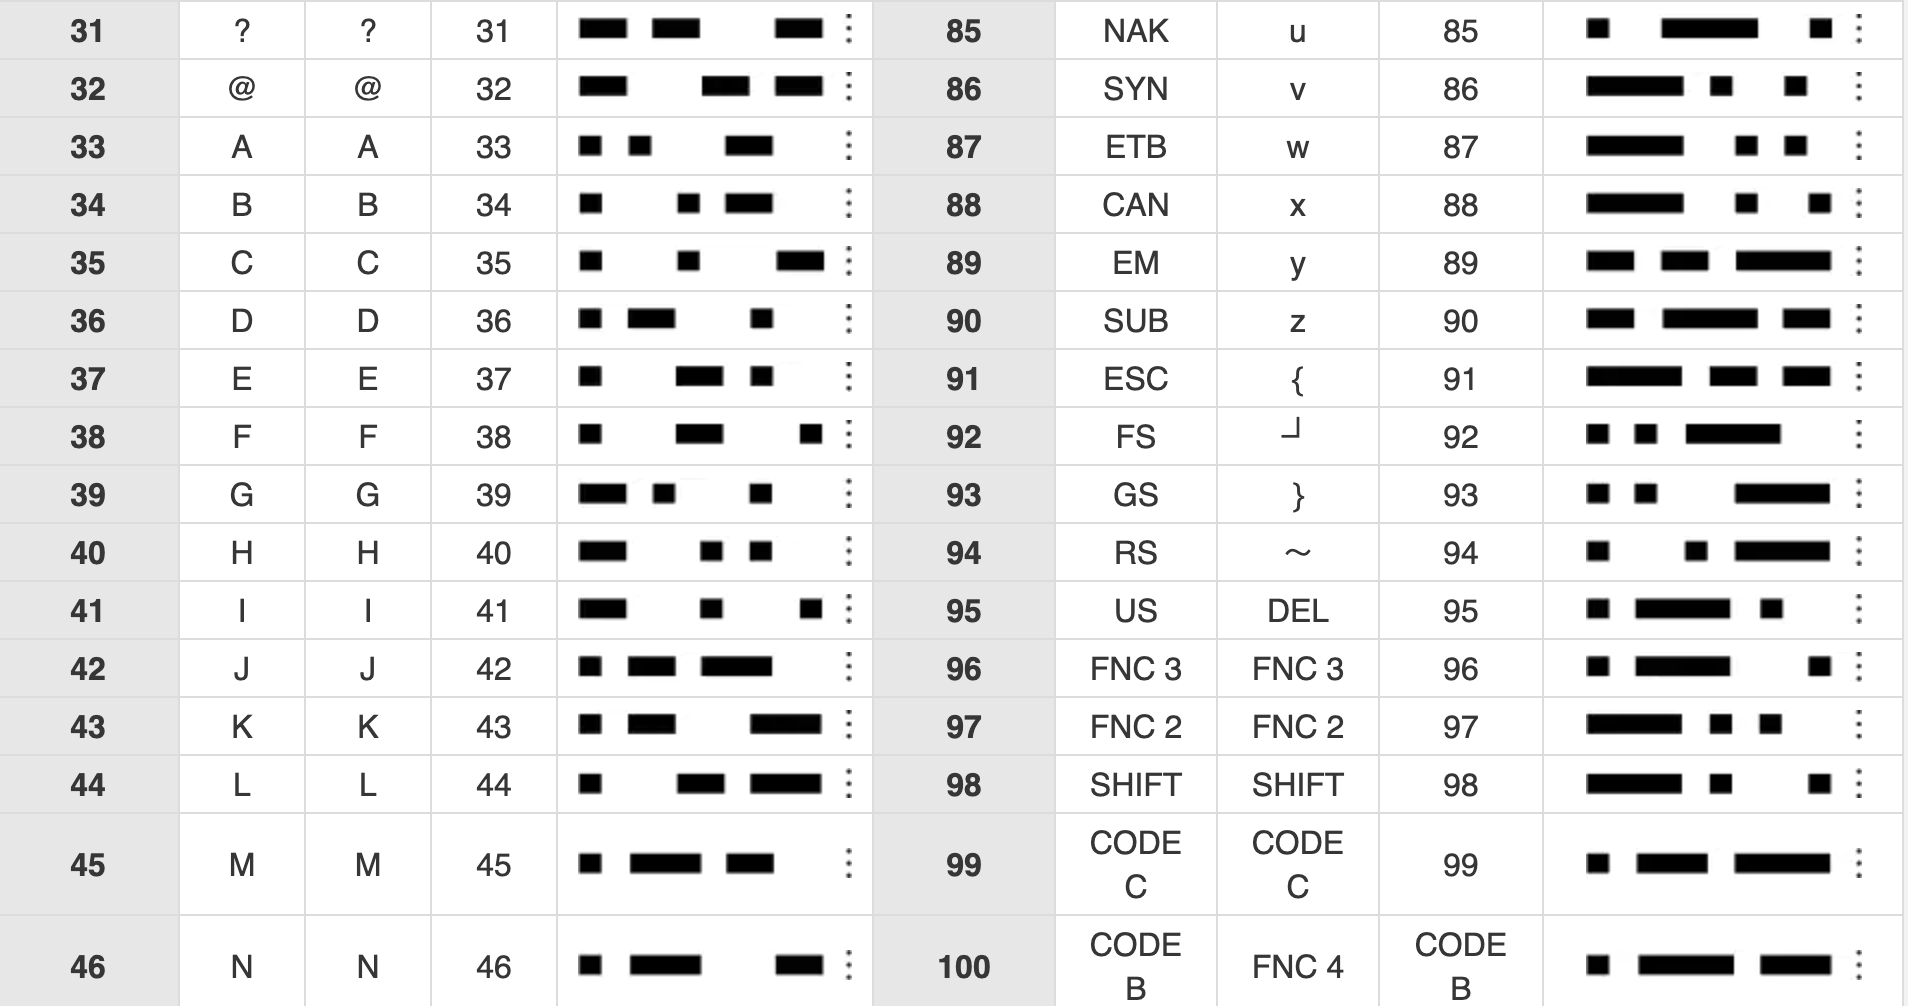 31 ? ? 31 85 NAK u 85
32 @ @ 32 86 SYN v 86
33 A A 33 87 ETB w 87
34 B B 34 88 CAN x 88
35 C C 35 89 EM y 89
36 D D 36 90 SUB z 90
37 E E 37 91 ESC { 91
38 F F 38 92 FS ┘ 92
39 G G 39 93 GS } 93
40 H H 40 94 RS ～ 94
41 I I 41 95 US DEL 95
42 J J 42 96 FNC 3 FNC 3 96
43 K K 43 97 FNC 2 FNC 2 97
44 L L 44 98 SHIFT SHIFT 98
45 M M 45 99 CODE C CODE C 99
46 N N 46 100 CODE B FNC 4 CODE B